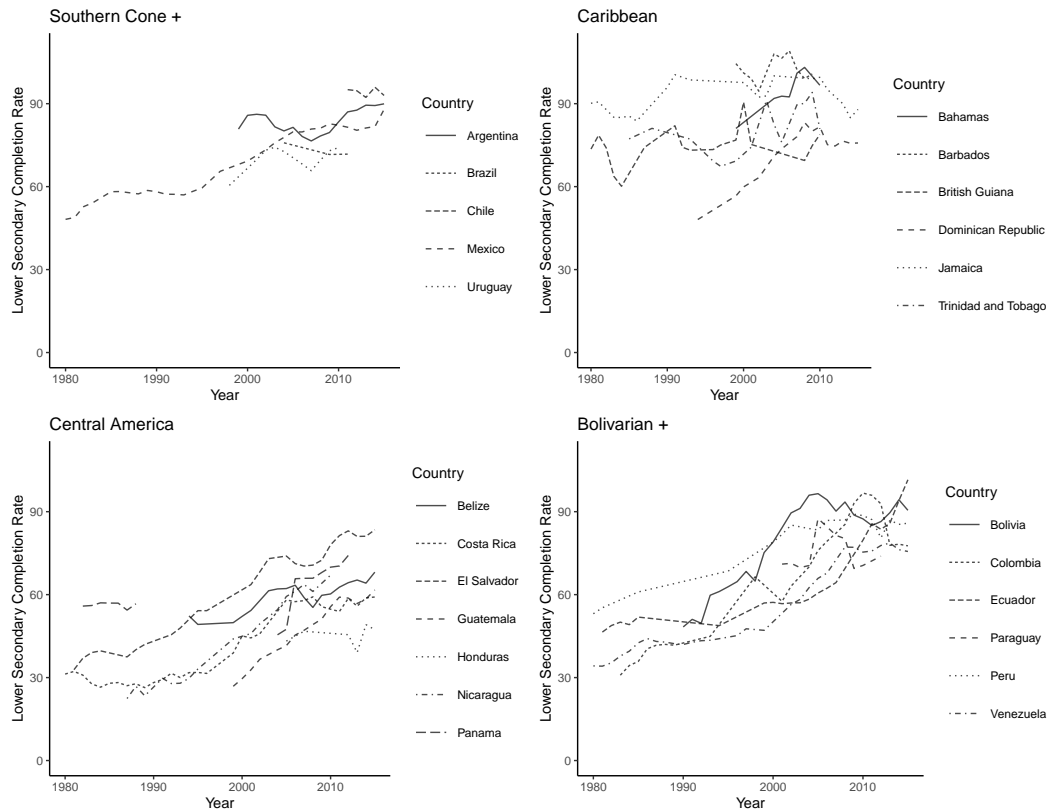 Southern Cone +
Lower Secondary Completion Rate
90
60
30
0
1980 1990 2000 2010
Year
Country
Argentina
Brazil
Chile
Mexico
Uruguay
Caribbean
Lower Secondary Completion Rate
90
60
30
0
1980 1990 2000 2010
Year
Country
Bahamas
Barbados
British Guiana
Dominican Republic
Jamaica
Trinidad and Tobago
Central America
Lower Secondary Completion Rate
90
60
30
0
1980 1990 2000 2010
Year
Country
Belize
Costa Rica
El Salvador
Guatemala
Honduras
Nicaragua
Panama
Bolivarian +
Lower Secondary Completion Rate
90
60
30
0
1980 1990 2000 2010
Year
Country
Bolivia
Colombia
Ecuador
Paraguay
Peru
Venezuela